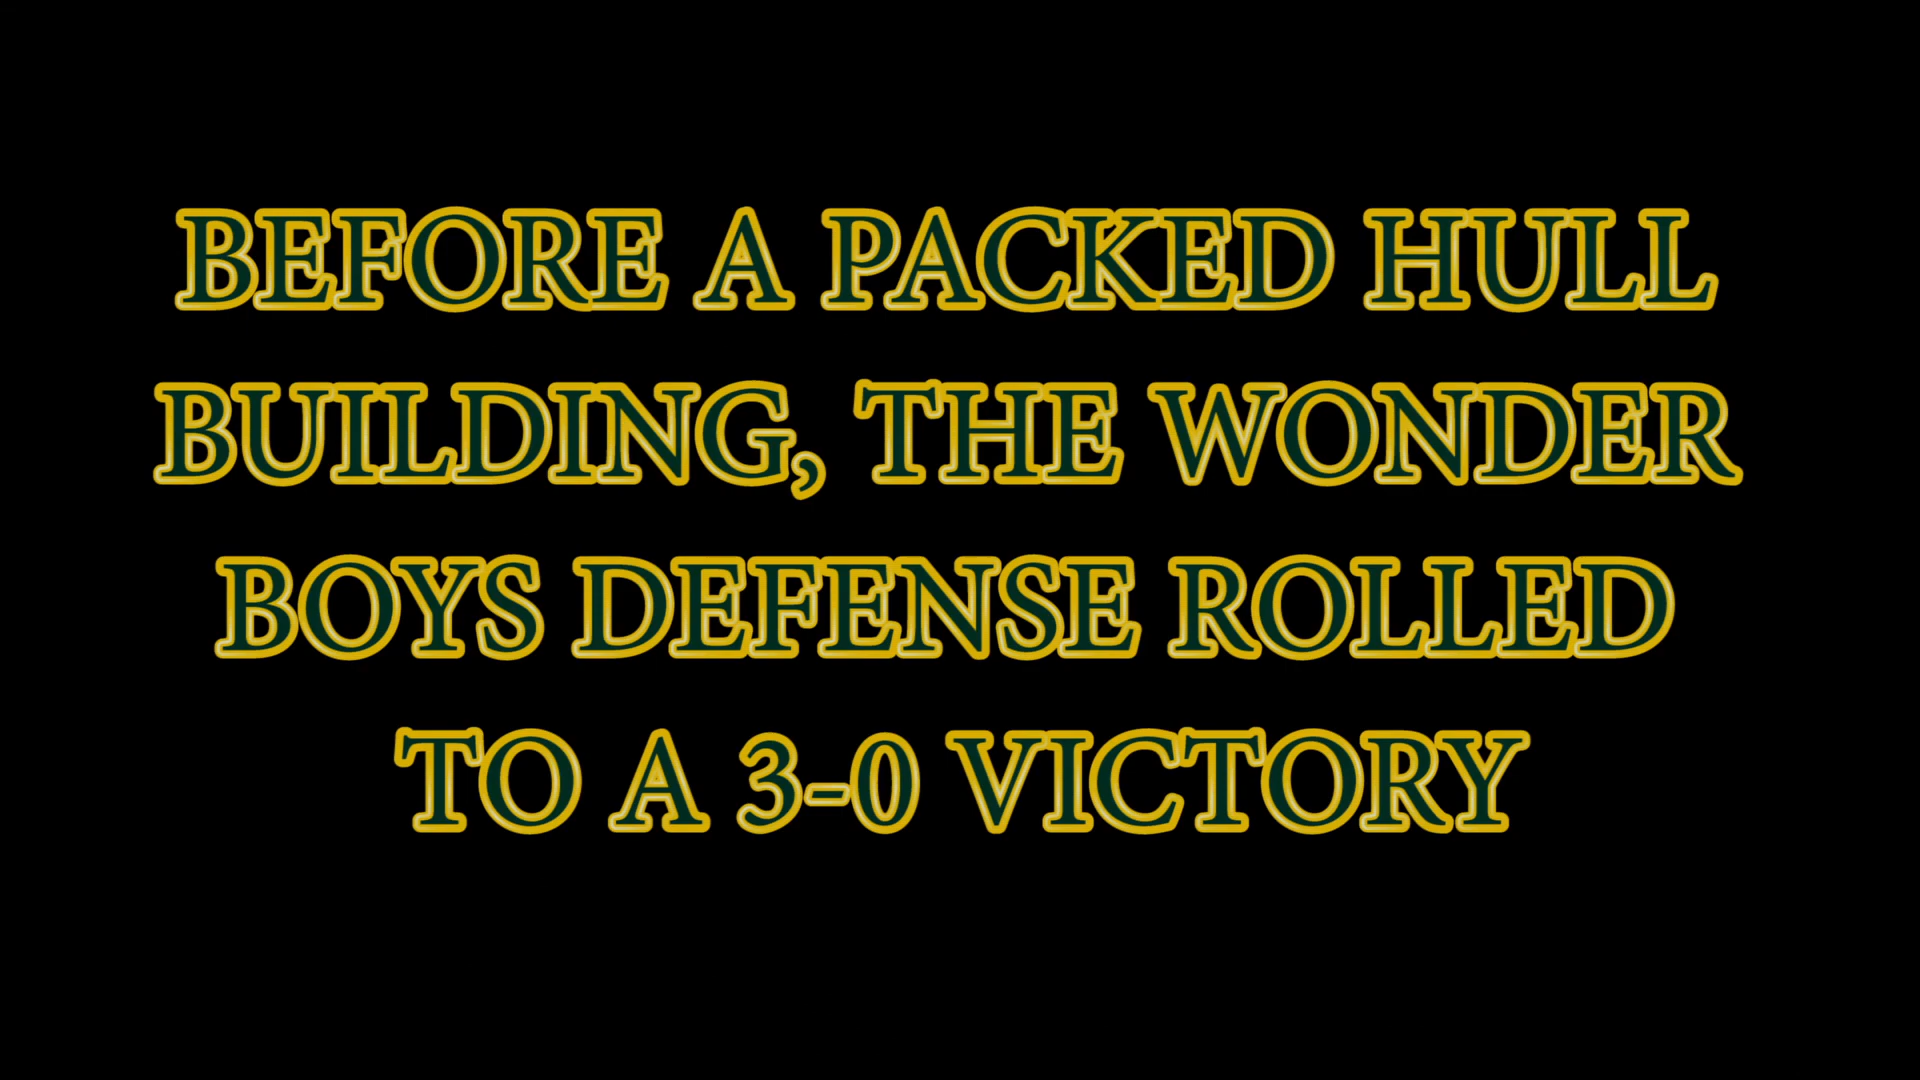 BEFORE A PACKED HULL
BUILDING, THE WONDER
BOYS DEFENSE ROLLED
TO A 3-0 VICTORY